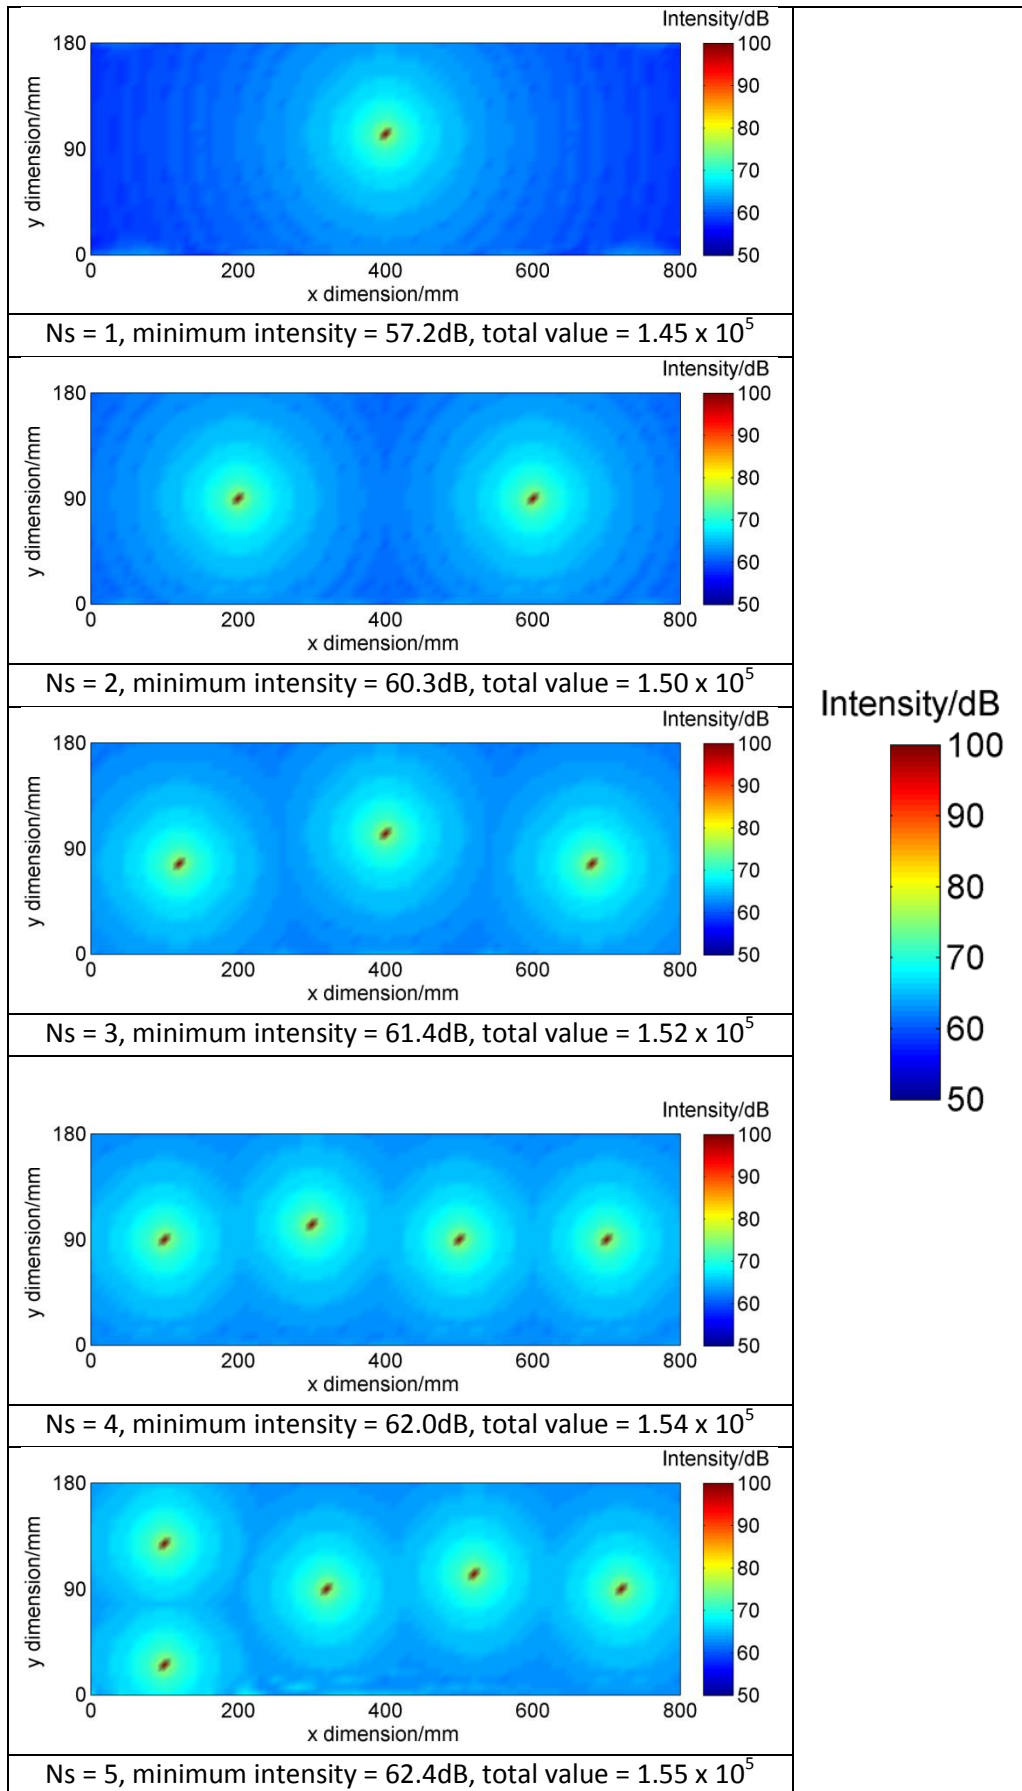 Intensity/dB
180
90
0
y dimension/mm
0 200 400 600 800
x dimension/mm
100
90
80
70
60
50
Ns = 1, minimum intensity = 57.2dB, total value = 1.45 x 10^5
Intensity/dB
180
90
0
y dimension/mm
0 200 400 600 800
x dimension/mm
100
90
80
70
60
50
Ns = 2, minimum intensity = 60.3dB, total value = 1.50 x 10^5
Intensity/dB
180
90
0
y dimension/mm
0 200 400 600 800
x dimension/mm
100
90
80
70
60
50
Ns = 3, minimum intensity = 61.4dB, total value = 1.52 x 10^5
Intensity/dB
180
90
0
y dimension/mm
0 200 400 600 800
x dimension/mm
100
90
80
70
60
50
Ns = 4, minimum intensity = 62.0dB, total value = 1.54 x 10^5
Intensity/dB
180
90
0
y dimension/mm
0 200 400 600 800
x dimension/mm
100
90
80
70
60
50
Ns = 5, minimum intensity = 62.4dB, total value = 1.55 x 10^5
Intensity/dB
100
90
80
70
60
50